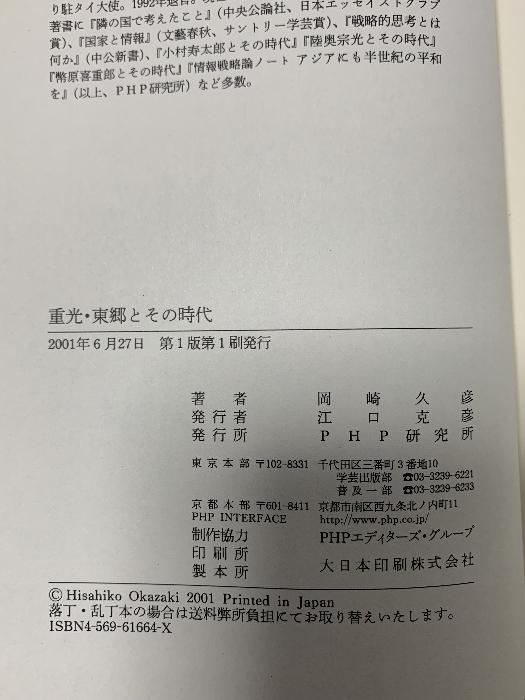 り駐タイ大使。1992年退官。
著書に『隣の国で考えたこと』(中央公論社、日本エッセイストクラブ
賞)、『国家と情報』(文藝春秋、サントリー学芸賞)、『戦略的思考とは
何か』(中公新書)、『小村寿太郎とその時代』『陸奥宗光とその時代』
『幣原喜重郎とその時代』『情報戦略論ノート アジアにも半世紀の平和
を』(以上、PHP研究所)など多数。
重光・東郷とその時代
2001年6月27日 第1版第1刷発行
著者 岡崎久彦
発行者 江口克彦
発行所 PHP研究所
東京本部 〒102-8331 千代田区三番町3番地10
学芸出版部 ☎03-3239-6221
普及一部 ☎03-3239-6233
京都本部 〒601-8411 京都市南区西九条北ノ内町11
PHP INTERFACE http://www.php.co.jp/
制作協力 PHPエディターズ・グループ
印刷所
製本所 大日本印刷株式会社
© Hisahiko Okazaki 2001 Printed in Japan
落丁・乱丁本の場合は送料弊所負担にてお取り替えいたします。
ISBN4-569-61664-X